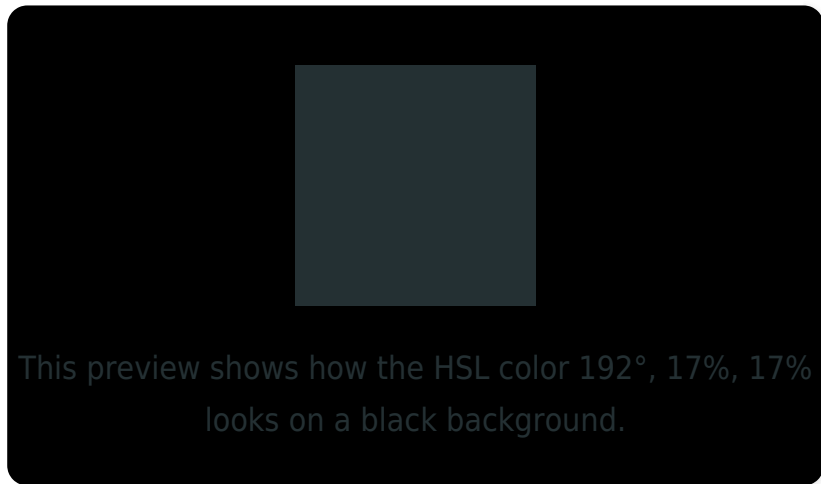 This preview shows how the HSL color 192°, 17%, 17%
looks on a black background.